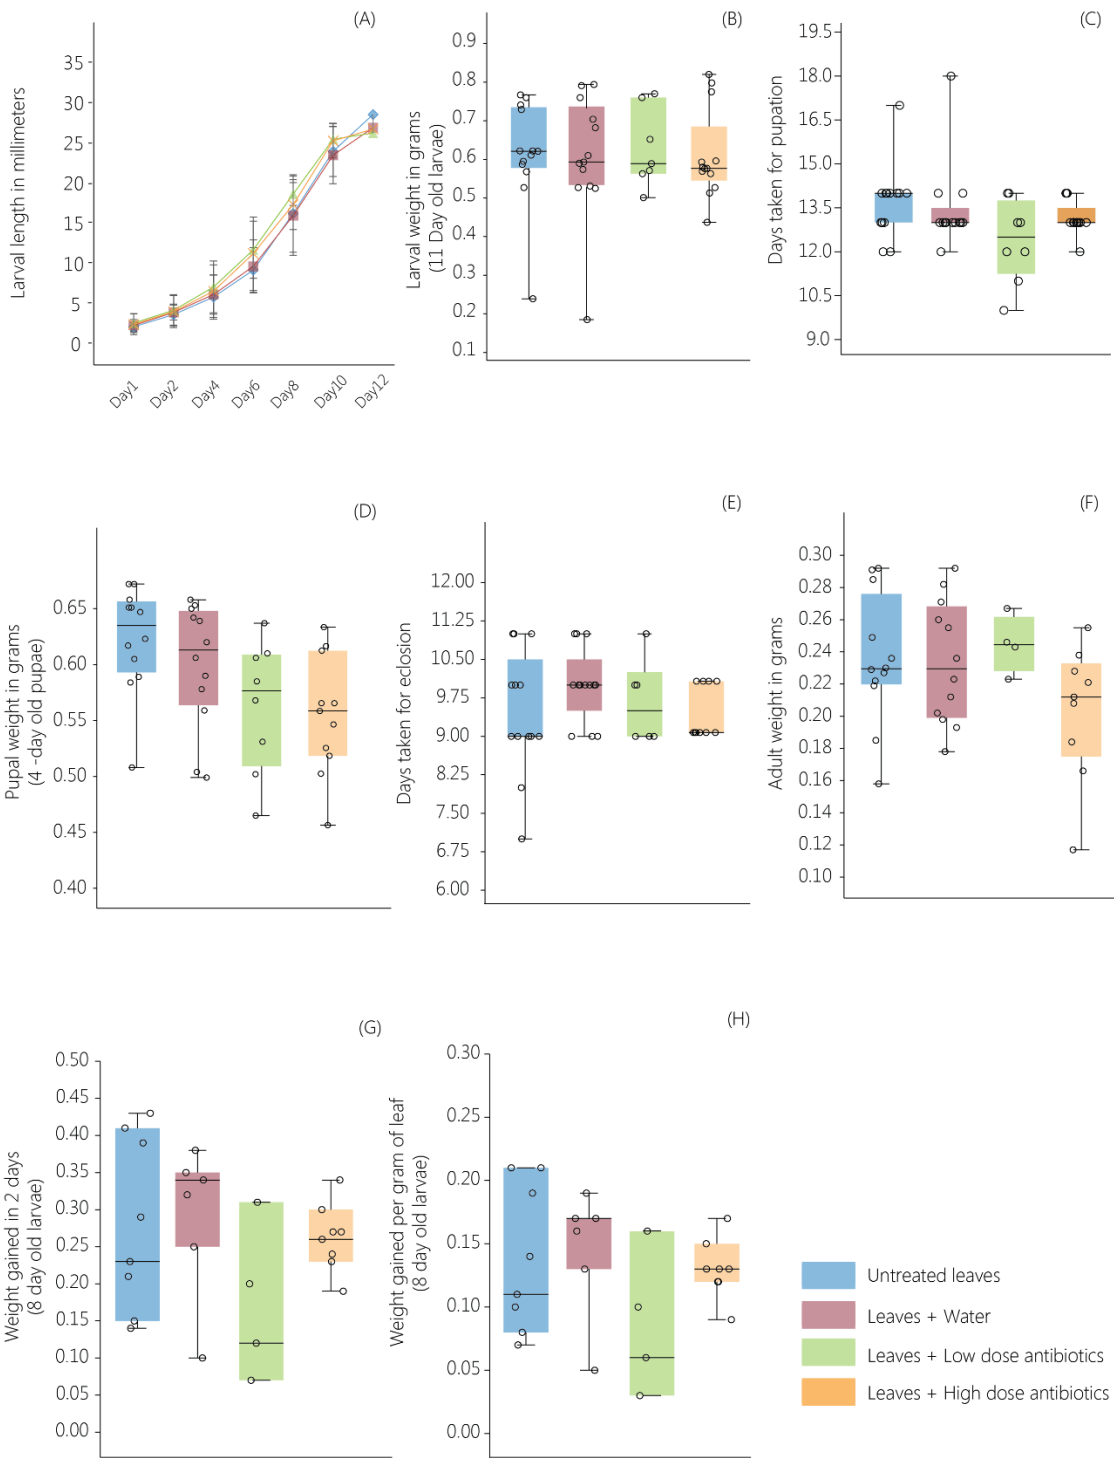 (A)
Larval length in millimeters
35
30
25
20
15
10
5
0
Day1
Day2
Day4
Day6
Day8
Day10
Day12
(B)
Larval weight in grams
(11 Day old larvae)
0.9
0.8
0.7
0.6
0.5
0.4
0.3
0.2
0.1
(C)
Days taken for pupation
19.5
18.0
16.5
15.0
13.5
12.0
10.5
9.0
(D)
Pupal weight in grams
(4 -day old pupae)
0.65
0.60
0.55
0.50
0.45
0.40
(E)
Days taken for eclosion
12.00
11.25
10.50
9.75
9.00
8.25
7.50
6.75
6.00
(F)
Adult weight in grams
0.30
0.28
0.26
0.24
0.22
0.20
0.18
0.16
0.14
0.12
0.10
(G)
Weight gained in 2 days
(8 day old larvae)
0.50
0.45
0.40
0.35
0.30
0.25
0.20
0.15
0.10
0.05
0.00
(H)
Weight gained per gram of leaf
(8 day old larvae)
0.30
0.25
0.20
0.15
0.10
0.05
0.00
Untreated leaves
Leaves + Water
Leaves + Low dose antibiotics
Leaves + High dose antibiotics